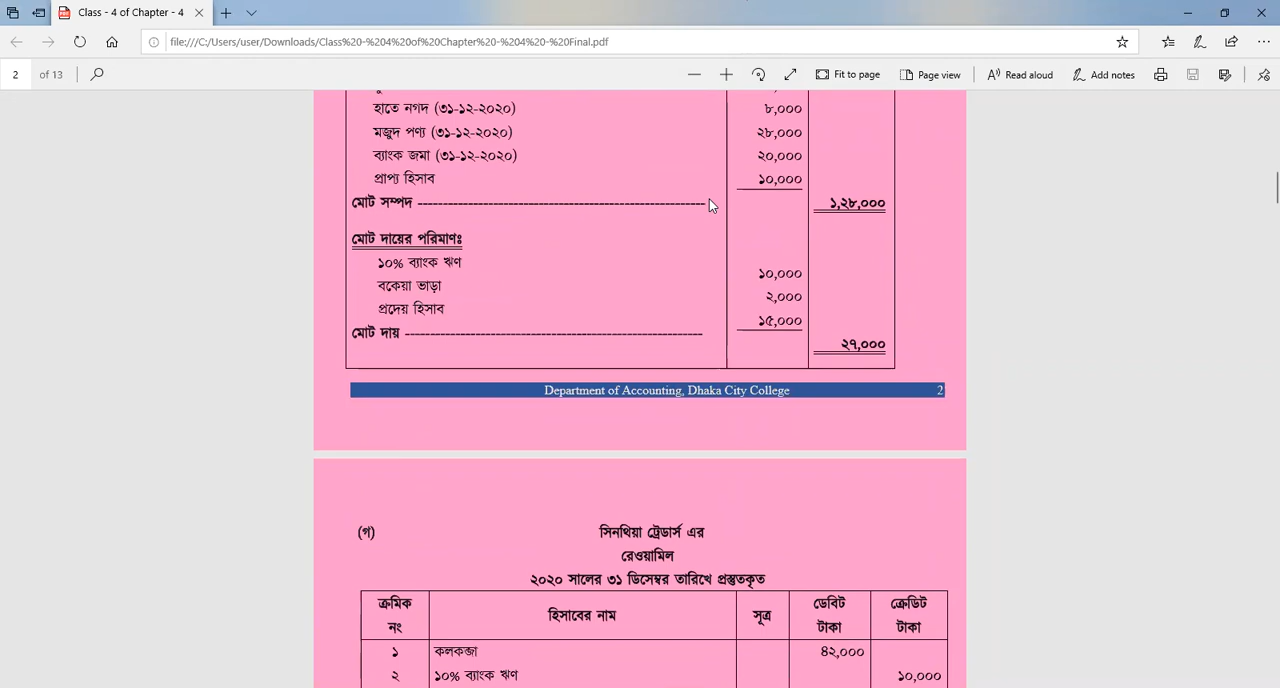 Class - 4 of Chapter - 4
file:///C:/Users/user/Downloads/Class%20-%204%20of%20Chapter%20-%204%20-%20Final.pdf
2 of 13 Fit to page Page view Read aloud Add notes
হাতে নগদ (৩১-১২-২০২০) ৮,০০০
মজুদ পণ্য (৩১-১২-২০২০) ২৮,০০০
ব্যাংক জমা (৩১-১২-২০২০) ২০,০০০
প্রাপ্য হিসাব ১০,০০০
মোট সম্পদ ------------------------------------------------------- ১,২৮,০০০
মোট দায়ের পরিমাণঃ
১০% ব্যাংক ঋণ ১০,০০০
বকেয়া ভাড়া ২,০০০
প্রদেয় হিসাব ১৫,০০০
মোট দায় --------------------------------------------------------- ২৭,০০০
Department of Accounting, Dhaka City College 2
(গ) সিনথিয়া ট্রেডার্স এর
রেওয়ামিল
২০২০ সালের ৩১ ডিসেম্বর তারিখে প্রস্তুতকৃত
ক্রমিক নং হিসাবের নাম সূত্র ডেবিট টাকা ক্রেডিট টাকা
১ কলকব্জা ৪২,০০০
২ ১০% ব্যাংক ঋণ ১০,০০০